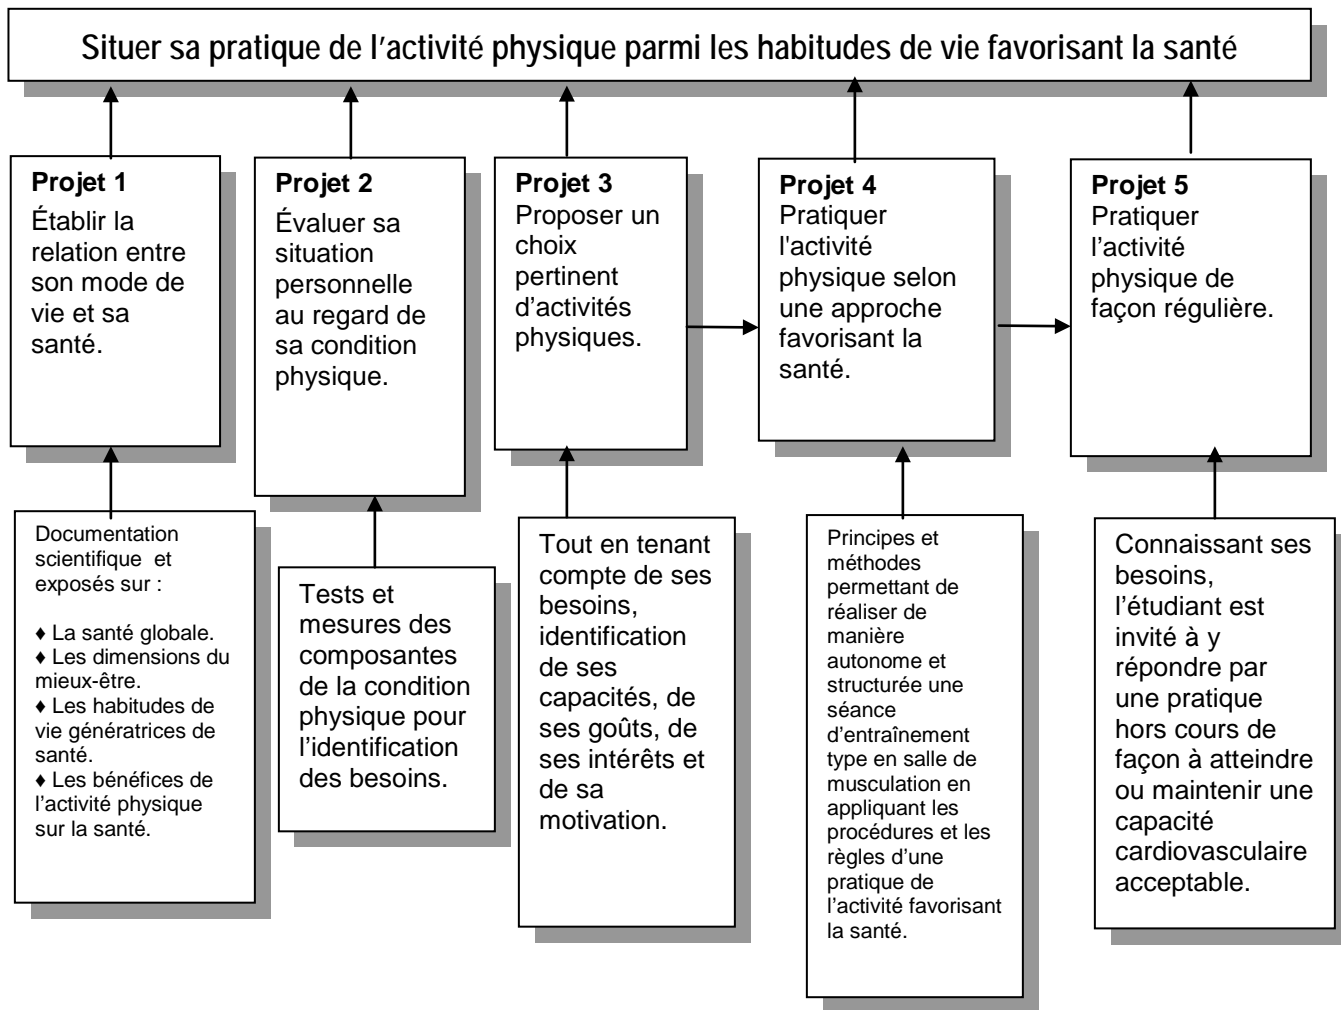 Situer sa pratique de l'activité physique parmi les habitudes de vie favorisant la santé
Projet 1
Établir la
relation entre
son mode de
vie et sa
santé.
Projet 2
Évaluer sa
situation
personnelle
au regard de
sa condition
physique.
Projet 3
Proposer un
choix
pertinent
d'activités
physiques.
Projet 4
Pratiquer
l'activité
physique selon
une approche
favorisant la
santé.
Projet 5
Pratiquer
l'activité
physique de
façon régulière.
Documentation
scientifique et
exposés sur :
♦ La santé globale.
♦ Les dimensions du
mieux-être.
♦ Les habitudes de
vie génératrices de
santé.
♦ Les bénéfices de
l'activité physique
sur la santé.
Tests et
mesures des
composantes
de la condition
physique pour
l'identification
des besoins.
Tout en tenant
compte de ses
besoins,
identification
de ses
capacités, de
ses goûts, de
ses intérêts et
de sa
motivation.
Principes et
méthodes
permettant de
réaliser de
manière
autonome et
structurée une
séance
d'entraînement
type en salle de
musculation en
appliquant les
procédures et les
règles d'une
pratique de
l'activité favorisant
la santé.
Connaissant ses
besoins,
l'étudiant est
invité à y
répondre par
une pratique
hors cours de
façon à atteindre
ou maintenir une
capacité
cardiovasculaire
acceptable.